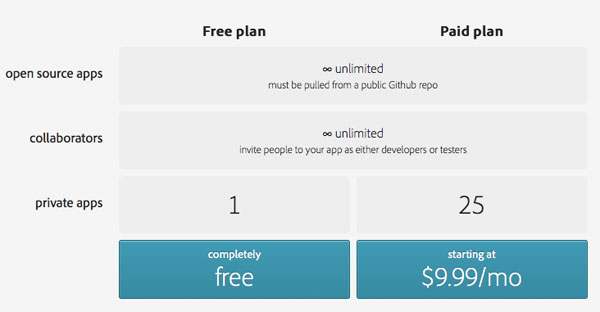 Free plan
Paid plan
open source apps
∞ unlimited
must be pulled from a public Github repo
collaborators
∞ unlimited
invite people to your app as either developers or testers
private apps
1
25
completely
free
starting at
$9.99/mo